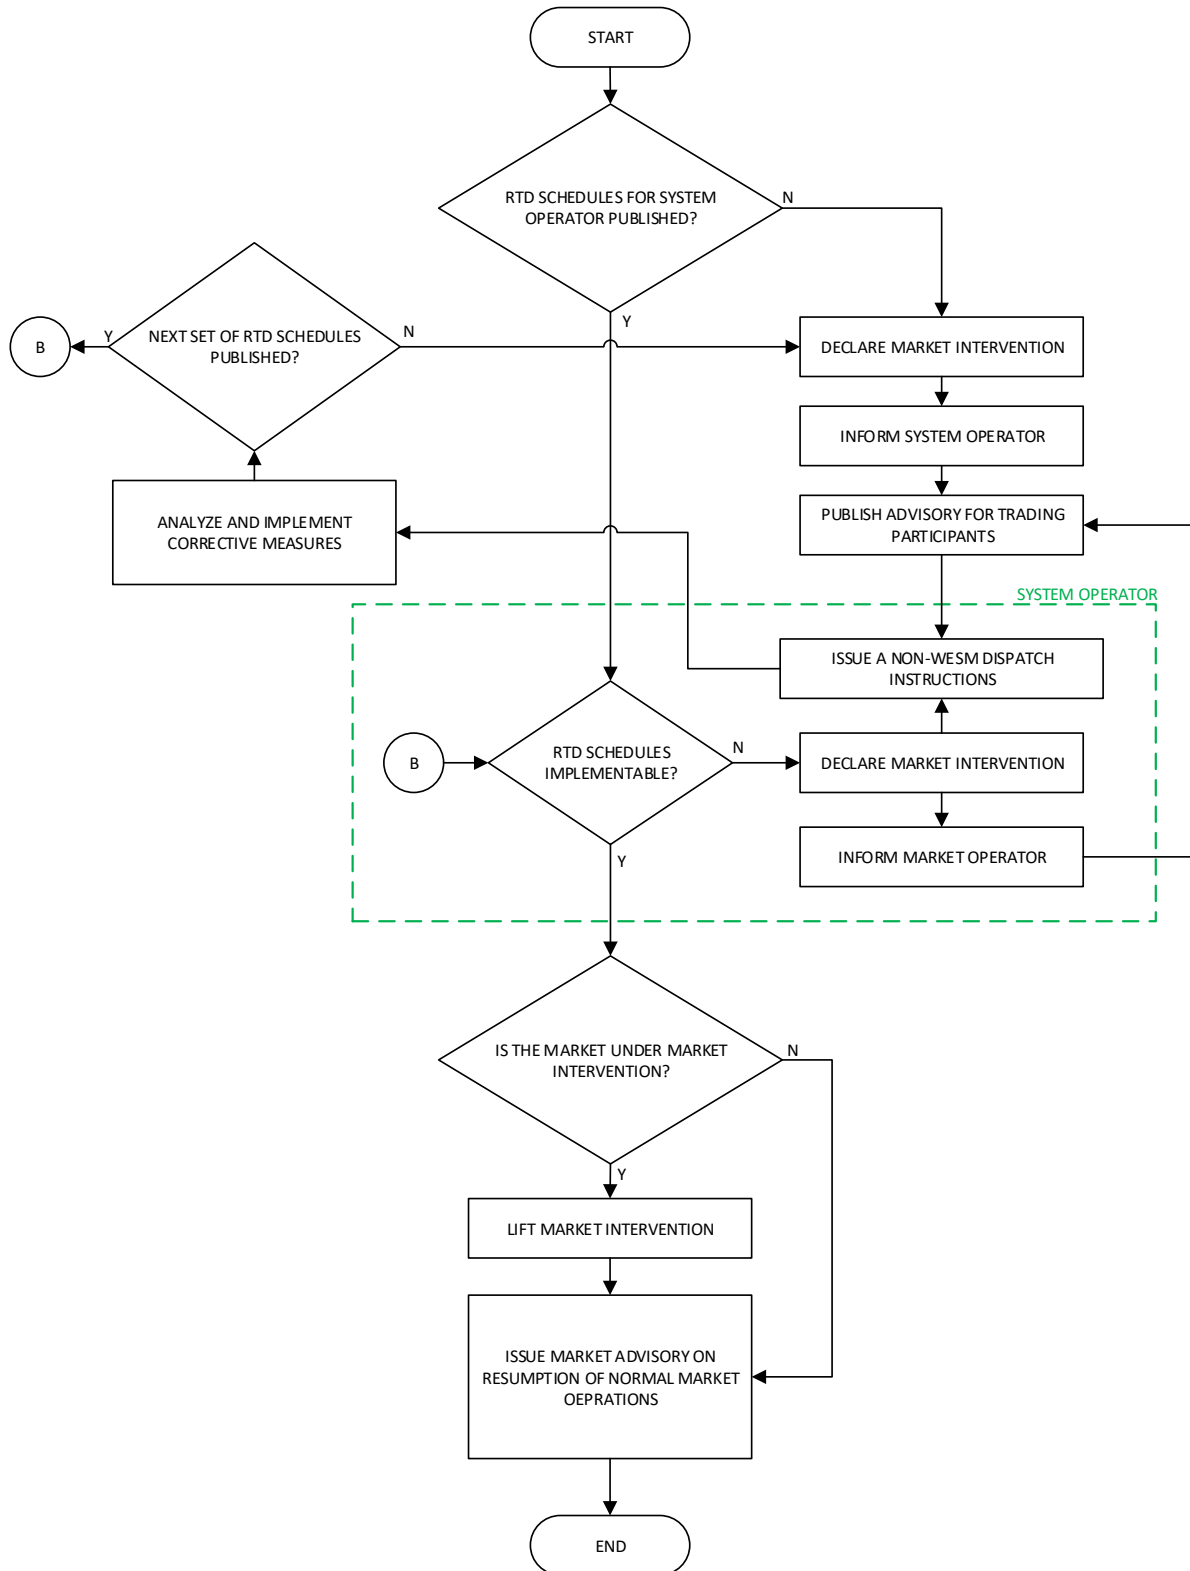 START
RTD SCHEDULES FOR SYSTEM
OPERATOR PUBLISHED?
N
Y
NEXT SET OF RTD SCHEDULES
PUBLISHED?
Y
N
B
DECLARE MARKET INTERVENTION
INFORM SYSTEM OPERATOR
ANALYZE AND IMPLEMENT
CORRECTIVE MEASURES
PUBLISH ADVISORY FOR TRADING
PARTICIPANTS
SYSTEM OPERATOR
ISSUE A NON-WESM DISPATCH
INSTRUCTIONS
B
RTD SCHEDULES
IMPLEMENTABLE?
N
Y
DECLARE MARKET INTERVENTION
INFORM MARKET OPERATOR
IS THE MARKET UNDER MARKET
INTERVENTION?
N
Y
LIFT MARKET INTERVENTION
ISSUE MARKET ADVISORY ON
RESUMPTION OF NORMAL MARKET
OEPRATIONS
END